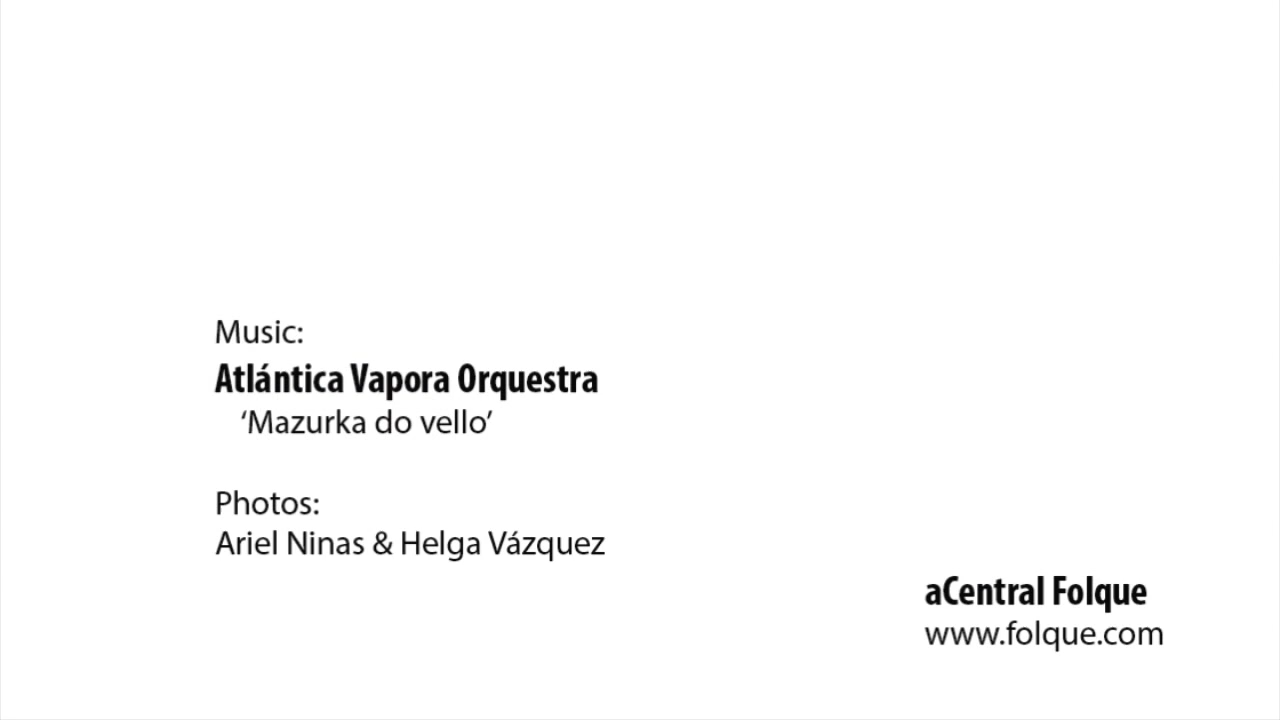 Music:
Atlántica Vapora Orquestra
‘Mazurka do vello’
Photos:
Ariel Ninas & Helga Vázquez
aCentral Folque
www.folque.com